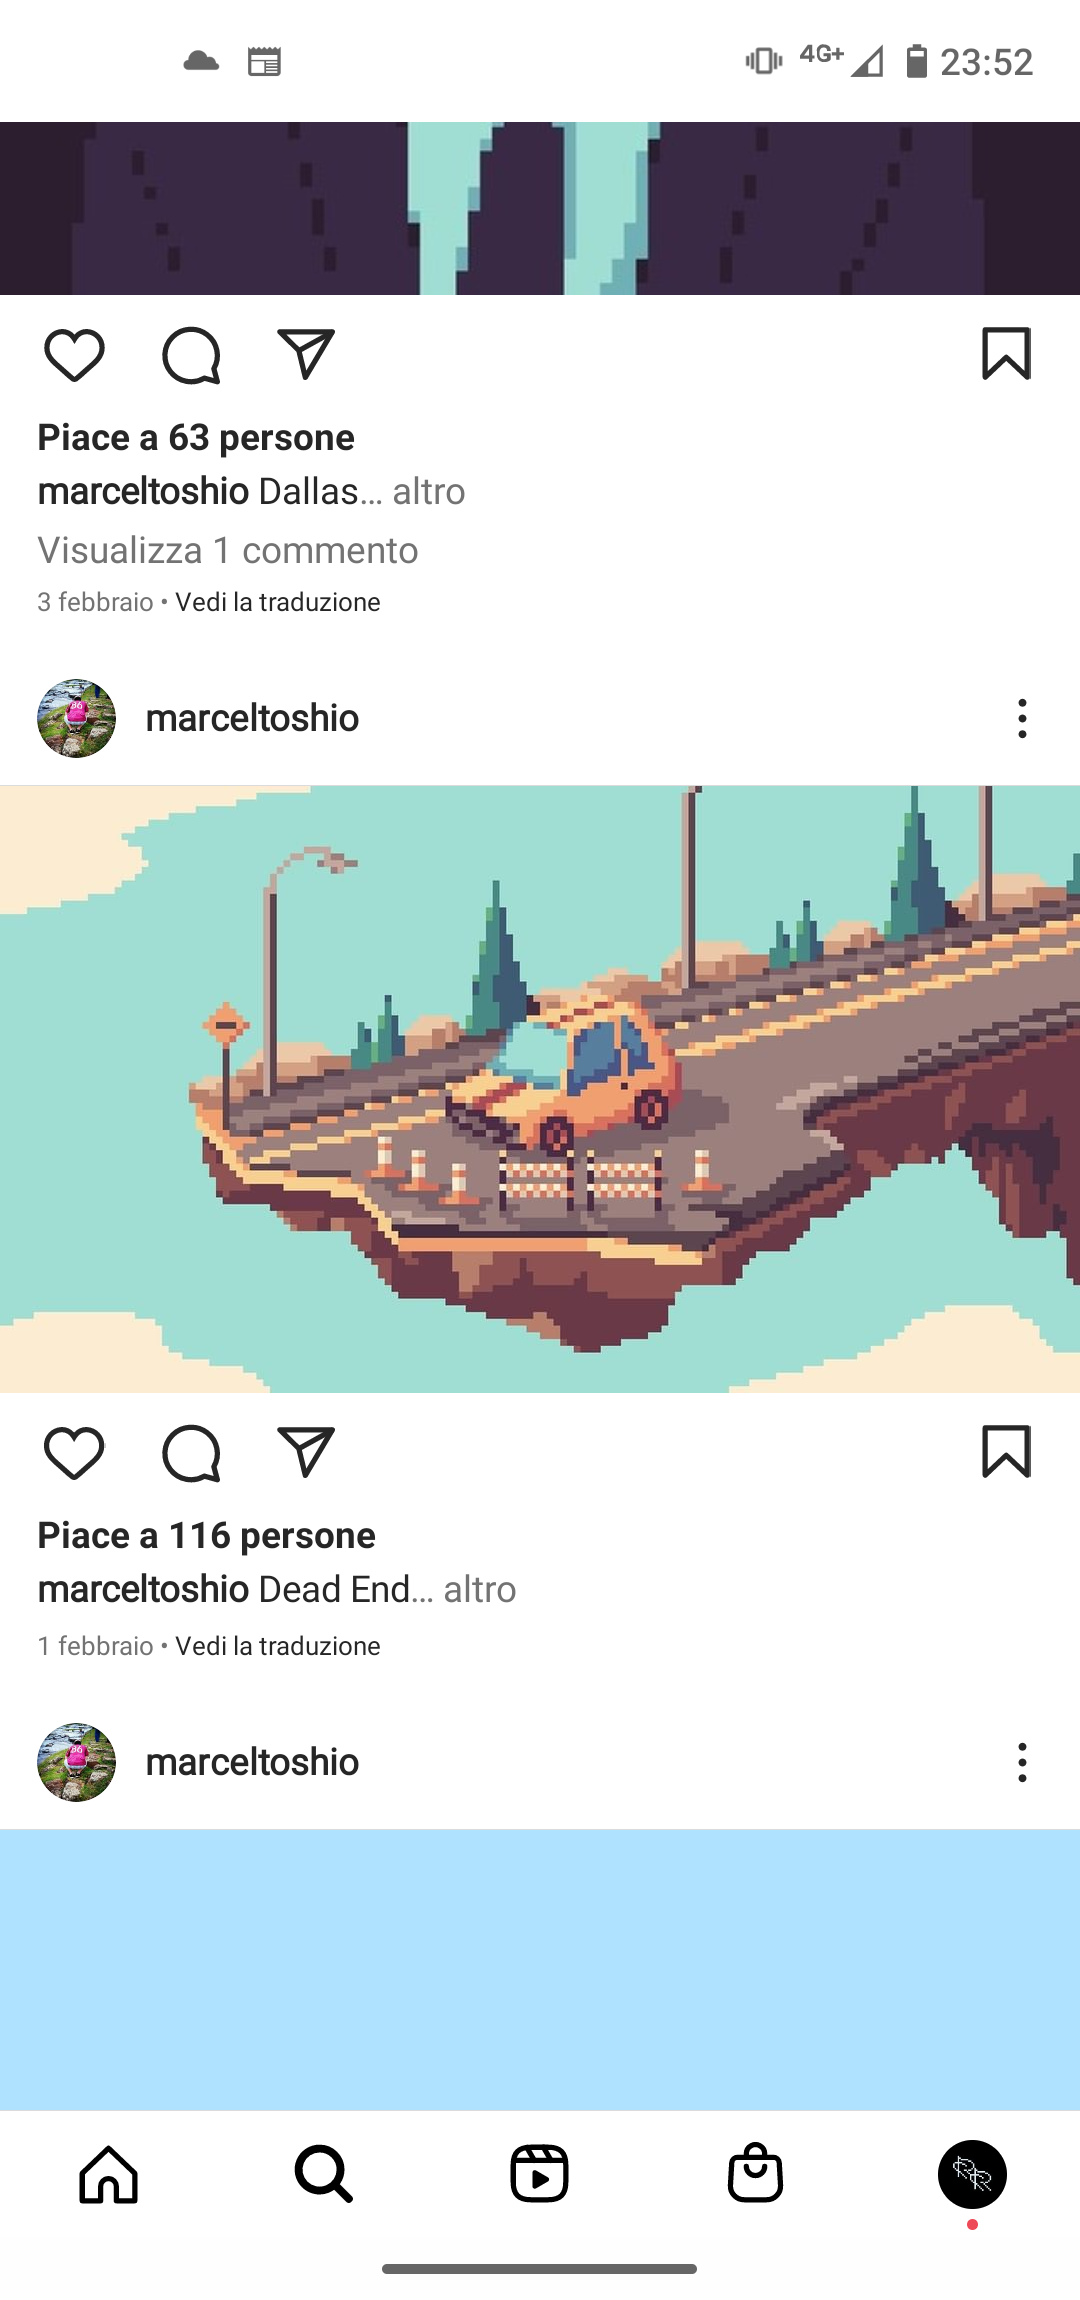 4G+ 23:52
Piace a 63 persone
marceltoshio Dallas... altro
Visualizza 1 commento
3 febbraio • Vedi la traduzione
marceltoshio
Piace a 116 persone
marceltoshio Dead End... altro
1 febbraio • Vedi la traduzione
marceltoshio